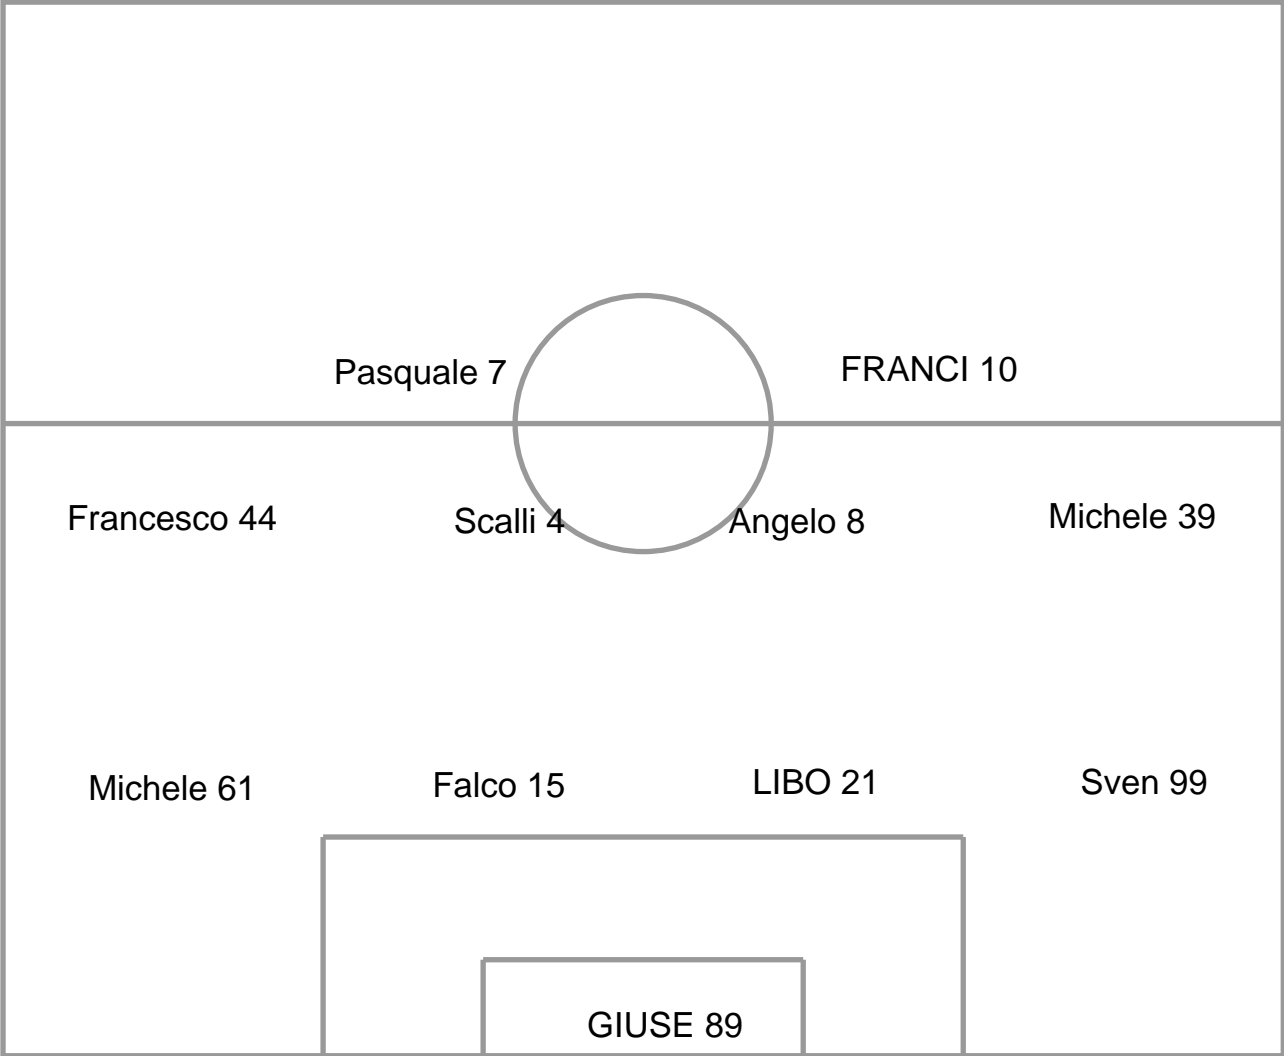 Pasquale 7
FRANCI 10
Francesco 44
Scalli 4
Angelo 8
Michele 39
Michele 61
Falco 15
LIBO 21
Sven 99
GIUSE 89